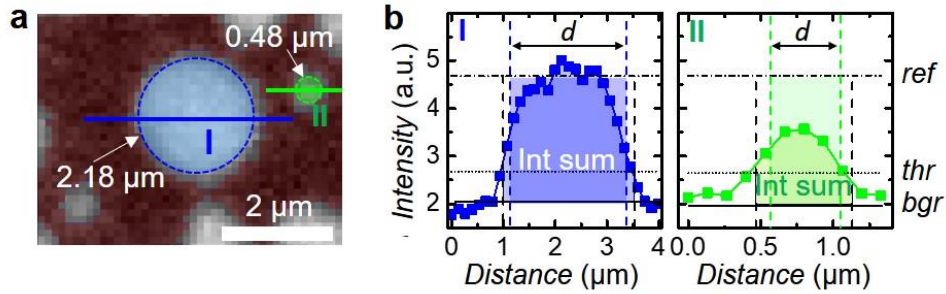 a
0.48 µm
I
II
2.18 µm
2 µm
b
Intensity (a.u.)
5
4
3
2
I
d
Int sum
0 1 2 3 4
Distance (µm)
II
d
Int sum
0.0 0.5 1.0
Distance (µm)
ref
thr
bgr